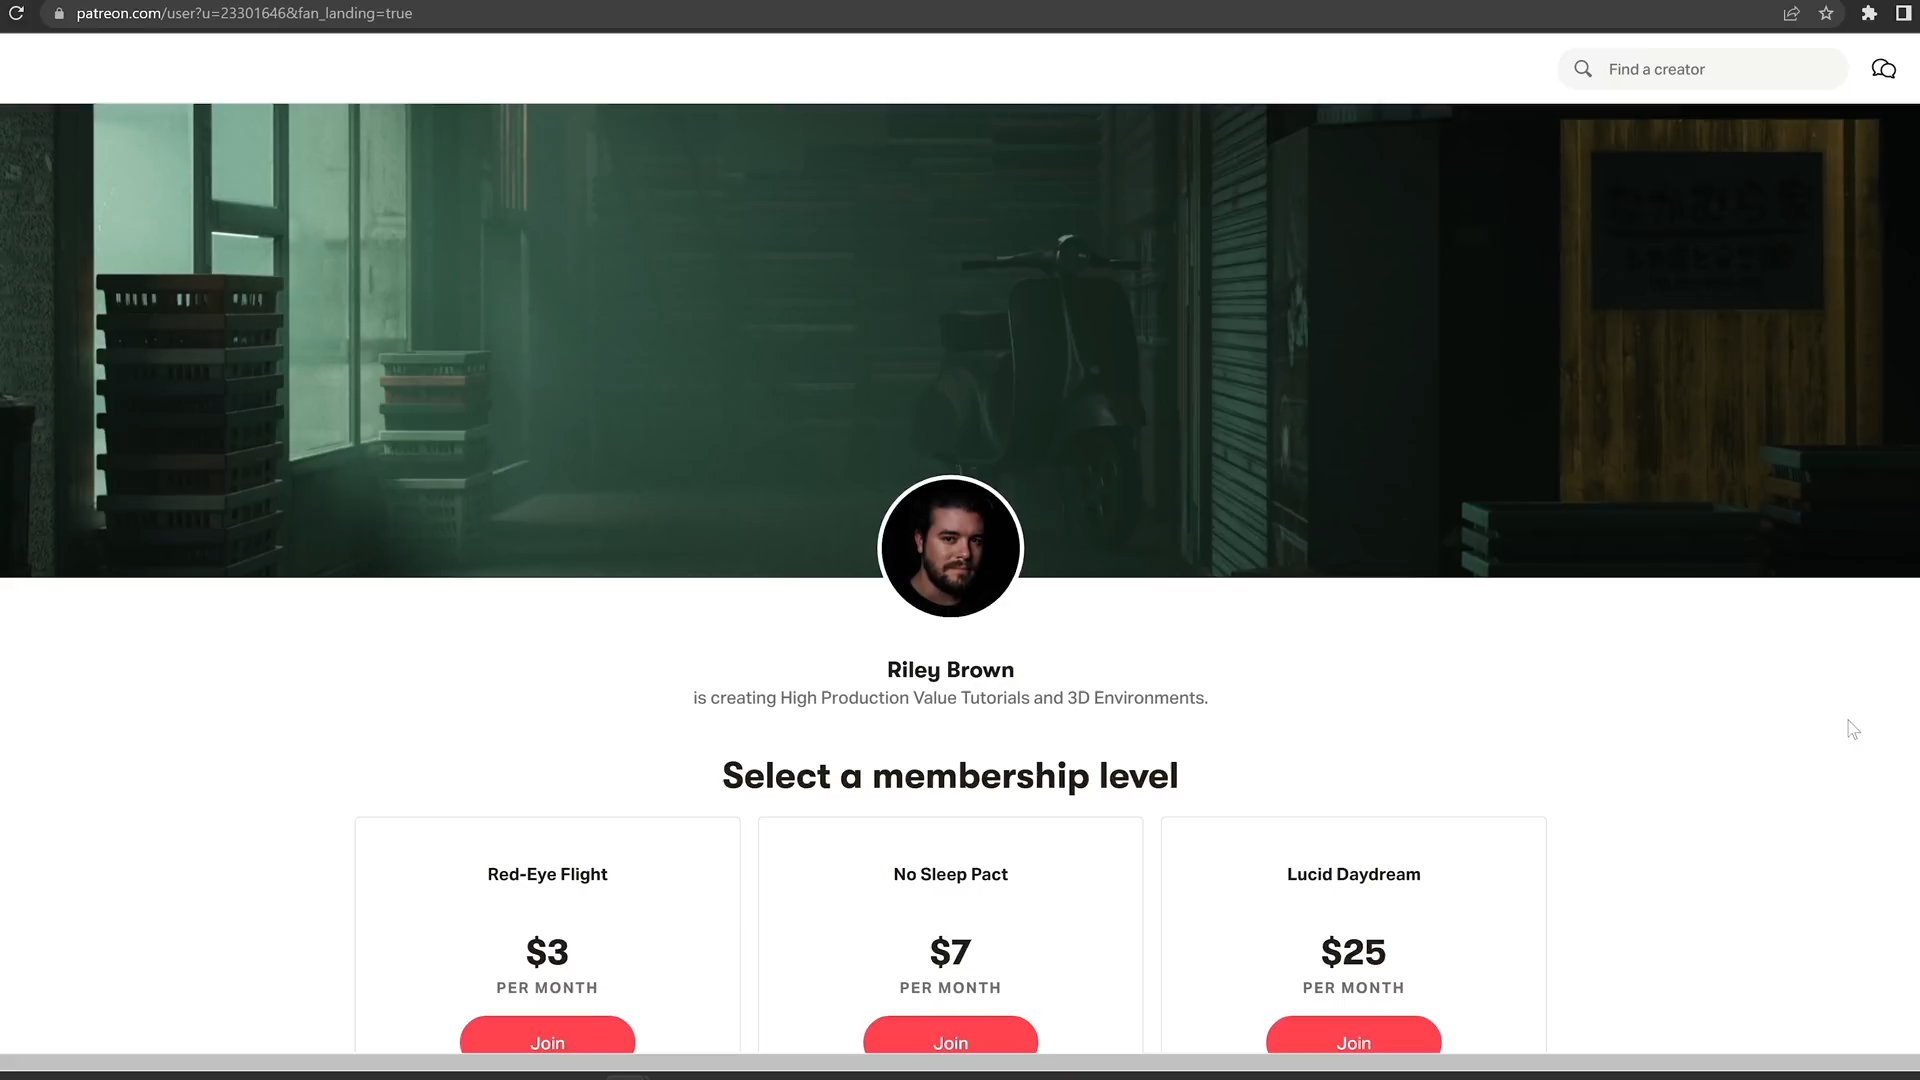 patreon.com/user?u=23301646&fan_landing=true
Find a creator
Riley Brown
is creating High Production Value Tutorials and 3D Environments.
Select a membership level
Red-Eye Flight
$3
PER MONTH
Join
No Sleep Pact
$7
PER MONTH
Join
Lucid Daydream
$25
PER MONTH
Join